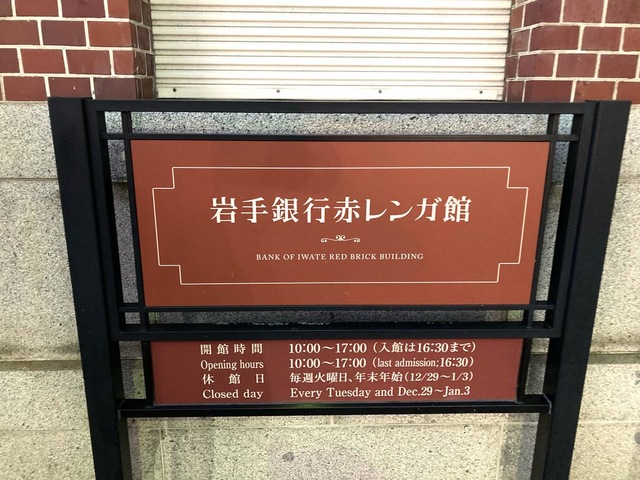 岩手銀行赤レンガ館
BANK OF IWATE RED BRICK BUILDING
開館時間 10:00〜17:00（入館は16:30まで）
Opening hours 10:00〜17:00 (last admission:16:30)
休館日 毎週火曜日、年末年始（12/29〜1/3）
Closed day Every Tuesday and Dec.29〜Jan.3